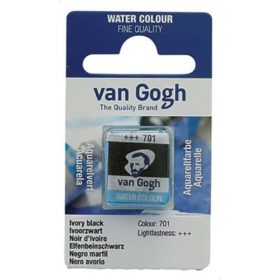 WATER COLOUR
FINE QUALITY
van Gogh
The Quality Brand
+++ 701
van Gogh
WATER COLOUR
Aquarelverf
Acuarela
Aquarellfarbe
Aquarelle
Ivory black
Ivoorzwart
Noir d'ivoire
Elfenbeinschwarz
Negro marfil
Nero avorio
Colour: 701
Lightfastness: +++